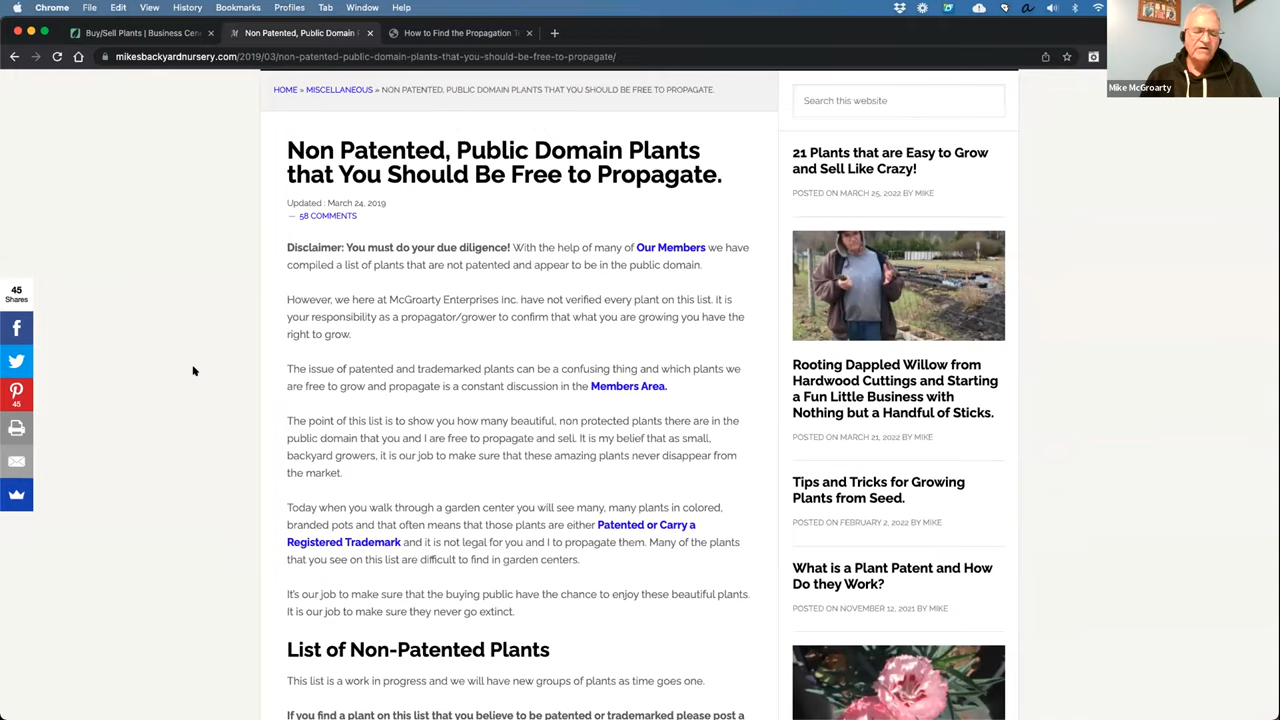 Chrome File Edit View History Bookmarks Profiles Tab Window Help
Buy/Sell Plants | Business Cen
Non Patented, Public Domain
How to Find the Propagation T
mikesbackyardnursery.com/2019/03/non-patented-public-domain-plants-that-you-should-be-free-to-propagate/
Mike McGroarty
HOME » MISCELLANEOUS » NON PATENTED, PUBLIC DOMAIN PLANTS THAT YOU SHOULD BE FREE TO PROPAGATE.
Non Patented, Public Domain Plants
that You Should Be Free to Propagate.
Updated : March 24, 2019
— 58 COMMENTS
Disclaimer: You must do your due diligence! With the help of many of Our Members we have
compiled a list of plants that are not patented and appear to be in the public domain.
However, we here at McGroarty Enterprises Inc. have not verified every plant on this list. it is
your responsibility as a propagator/grower to confirm that what you are growing you have the
right to grow.
The issue of patented and trademarked plants can be a confusing thing and which plants we
are free to grow and propagate is a constant discussion in the Members Area.
The point of this list is to show you how many beautiful, non protected plants there are in the
public domain that you and I are free to propagate and sell. It is my belief that as small,
backyard growers, it is our job to make sure that these amazing plants never disappear from
the market.
Today when you walk through a garden center you will see many, many plants in colored,
branded pots and that often means that those plants are either Patented or Carry a
Registered Trademark and it is not legal for you and I to propagate them. Many of the plants
that you see on this list are difficult to find in garden centers.
It's our job to make sure that the buying public have the chance to enjoy these beautiful plants.
It is our job to make sure they never go extinct.
List of Non-Patented Plants
This list is a work in progress and we will have new groups of plants as time goes one.
If you find a plant on this list that you believe to be patented or trademarked please post a
45
Shares
45
Search this website
21 Plants that are Easy to Grow
and Sell Like Crazy!
POSTED ON MARCH 25, 2022 BY MIKE
Rooting Dappled Willow from
Hardwood Cuttings and Starting
a Fun Little Business with
Nothing but a Handful of Sticks.
POSTED ON MARCH 21, 2022 BY MIKE
Tips and Tricks for Growing
Plants from Seed.
POSTED ON FEBRUARY 2, 2022 BY MIKE
What is a Plant Patent and How
Do they Work?
POSTED ON NOVEMBER 12, 2021 BY MIKE